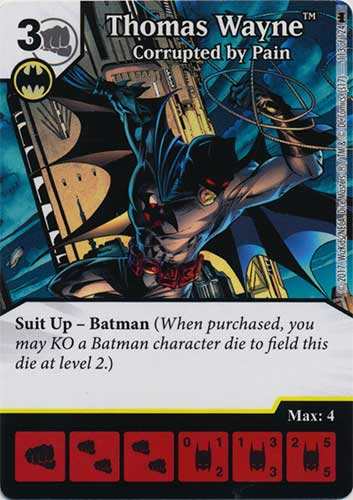 3
Thomas Wayne™
Corrupted by Pain
Suit Up – Batman (When purchased, you
may KO a Batman character die to field this
die at level 2.)
Max: 4
0 1
2
1 3
3
2 5
5